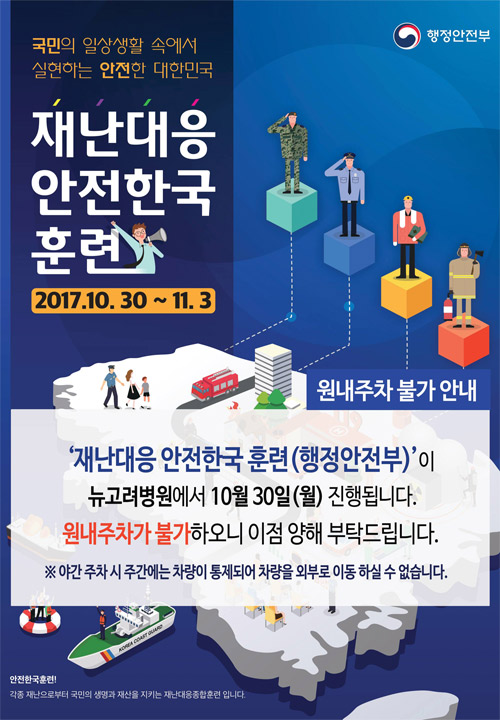 국민의 일상생활 속에서
실현하는 안전한 대한민국
행정안전부
재난대응
안전한국
훈련
2017.10. 30 ~ 11. 3
원내주차 불가 안내
‘재난대응 안전한국 훈련(행정안전부)’이
뉴고려병원에서 10월 30일(월) 진행됩니다.
원내주차가 불가하오니 이점 양해 부탁드립니다.
※ 야간 주차 시 주간에는 차량이 통제되어 차량을 외부로 이동 하실 수 없습니다.
KOREA COAST GUARD
안전한국훈련!
각종 재난으로부터 국민의 생명과 재산을 지키는 재난대응종합훈련 입니다.